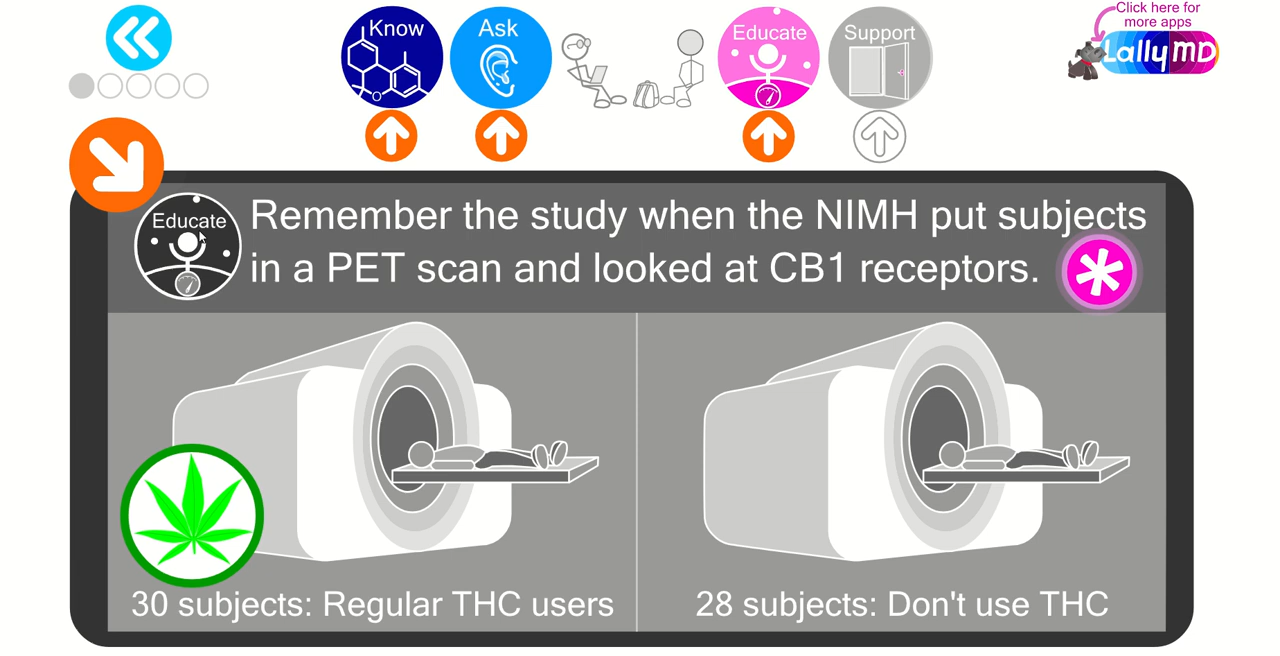 Know
Ask
Educate
Support
Click here for
more apps
LallyMD
O
Educate
Remember the study when the NIMH put subjects
in a PET scan and looked at CB1 receptors.
*
30 subjects: Regular THC users
28 subjects: Don't use THC